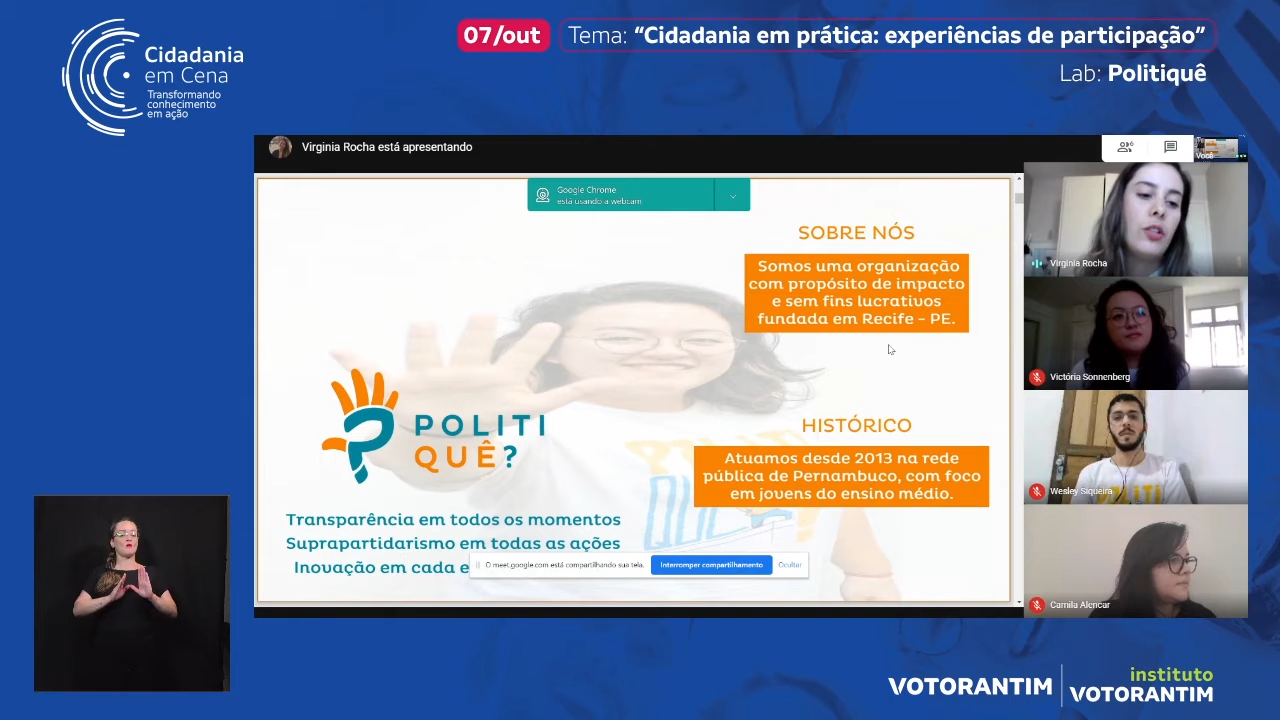 07/out
Tema: “Cidadania em prática: experiências de participação”
Lab: Politiquê
Cidadania
em Cena
Transformando
conhecimento
em ação
Virginia Rocha está apresentando
Você
Google Chrome
está usando a webcam
SOBRE NÓS
Somos uma organização
com propósito de impacto
e sem fins lucrativos
fundada em Recife - PE.
HISTÓRICO
Atuamos desde 2013 na rede
pública de Pernambuco, com foco
em jovens do ensino médio.
POLITI
QUÊ?
Transparência em todos os momentos
Suprapartidarismo em todas as ações
Inovação em cada e
O meet.google.com está compartilhando sua tela.
Interromper compartilhamento
Ocultar
Virginia Rocha
Victória Sonnenberg
Wesley Siqueira
Camila Alencar
VOTORANTIM
instituto
VOTORANTIM